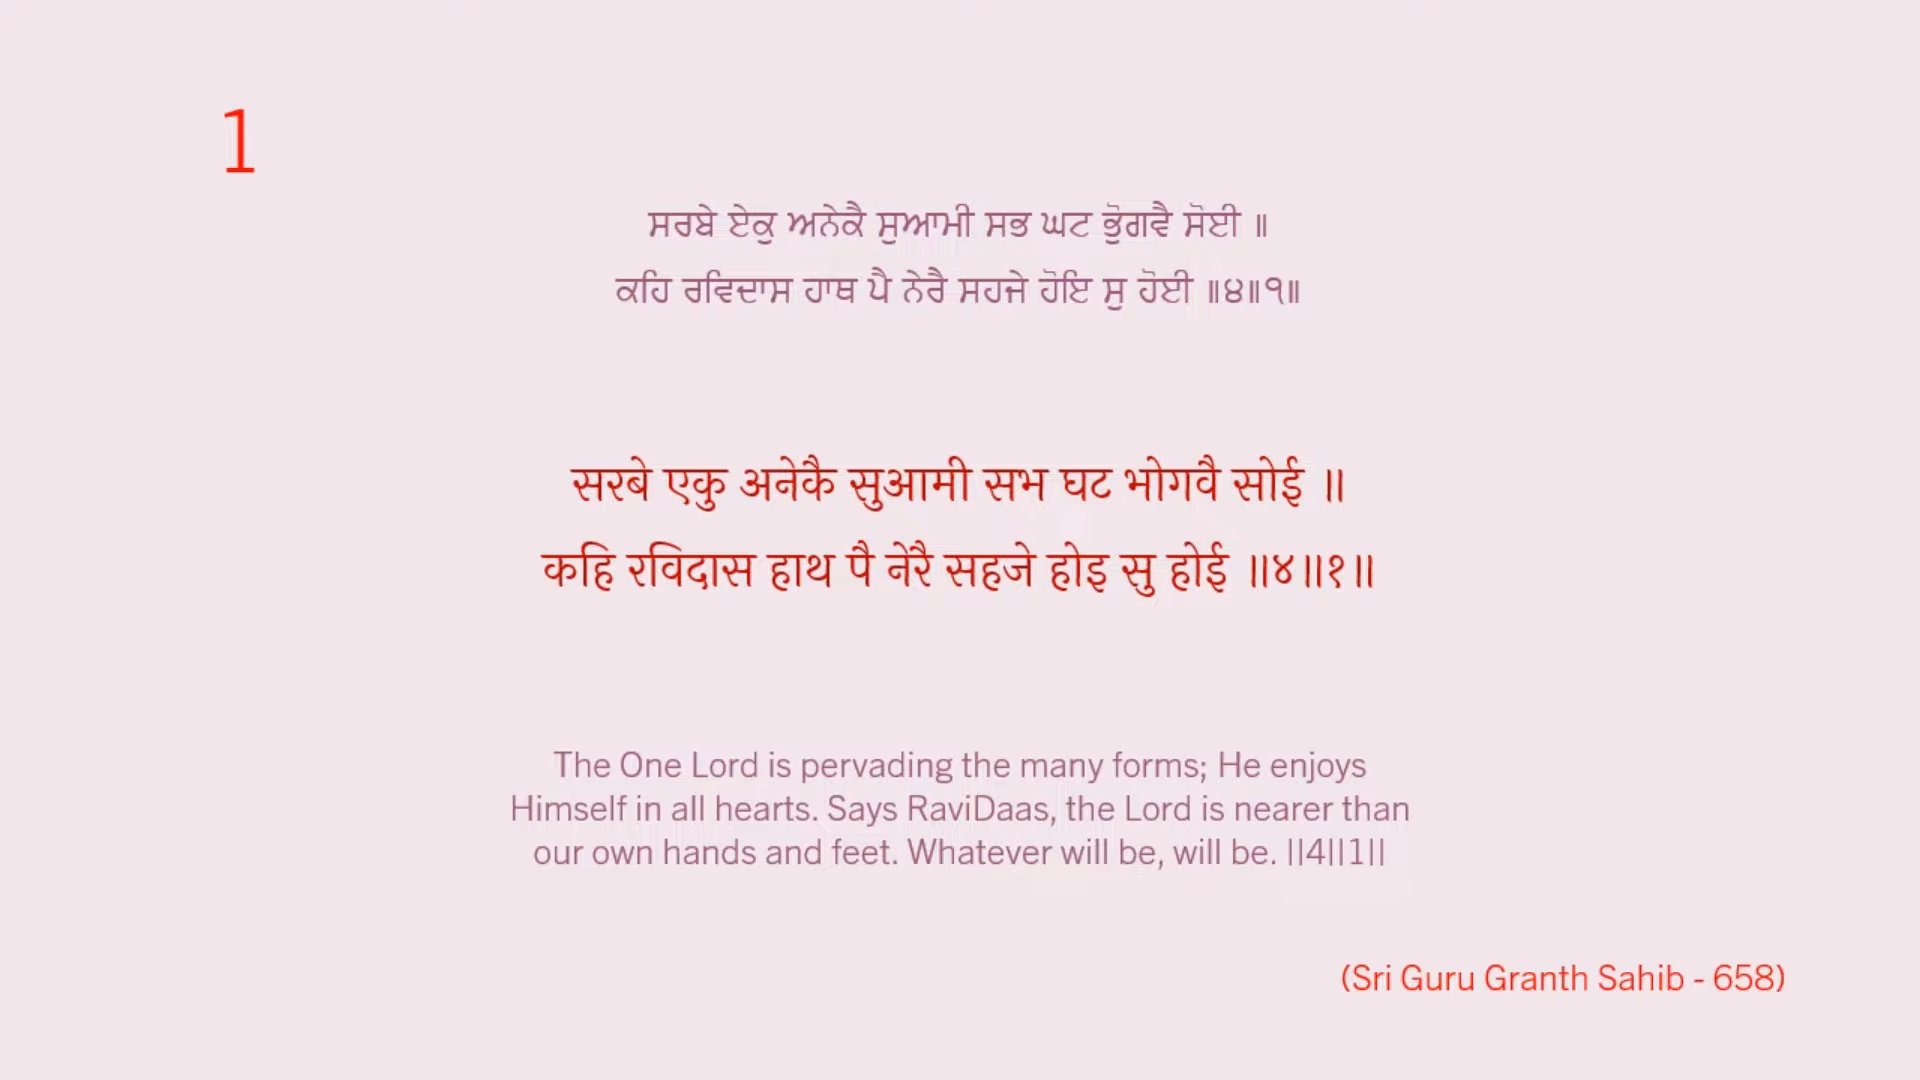 1
ਸਰਬੇ ਏਕੁ ਅਨੇਕੈ ਸੁਆਮੀ ਸਭ ਘਟ ਭੋੁਗਵੈ ਸੋਈ ॥
ਕਹਿ ਰਵਿਦਾਸ ਹਾਥ ਪੈ ਨੇਰੈ ਸਹਜੇ ਹੋਇ ਸੁ ਹੋਈ ॥੪॥੧॥
सरबे एकु अनेकै सुआमी सभ घट भोगवै सोई ॥
कहि रविदास हाथ पै नेरै सहजे होइ सु होई ॥४॥१॥
The One Lord is pervading the many forms; He enjoys
Himself in all hearts. Says RaviDaas, the Lord is nearer than
our own hands and feet. Whatever will be, will be. ||4||1||
(Sri Guru Granth Sahib - 658)